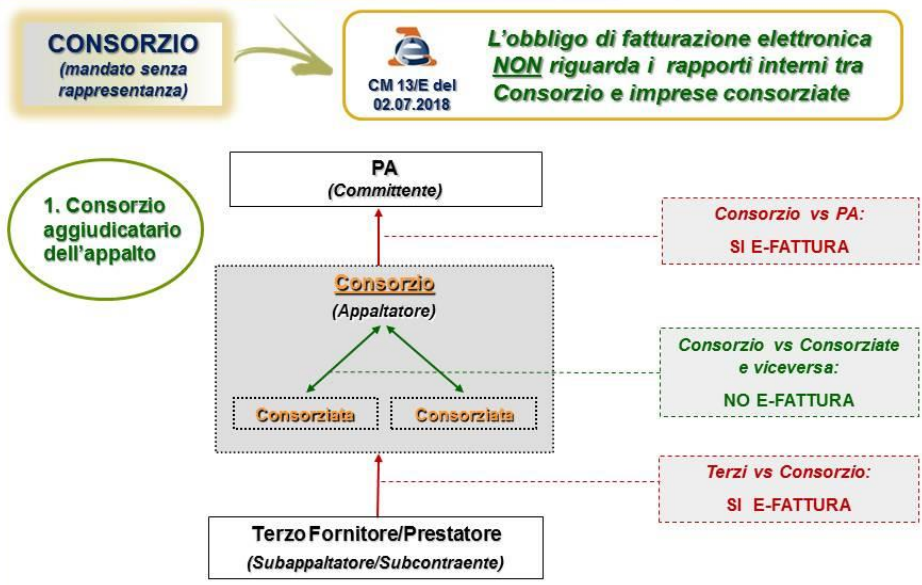 CONSORZIO
(mandato senza
rappresentanza)
CM 13/E del
02.07.2018
L'obbligo di fatturazione elettronica
NON riguarda i rapporti interni tra
Consorzio e imprese consorziate
1. Consorzio
aggiudicatario
dell'appalto
PA
(Committente)
Consorzio vs PA:
SI E-FATTURA
Consorzio
(Appaltatore)
Consorzio vs Consorziate
e viceversa:
NO E-FATTURA
Consorziata
Consorziata
Terzi vs Consorzio:
SI E-FATTURA
Terzo Fornitore/Prestatore
(Subappaltatore/Subcontraente)